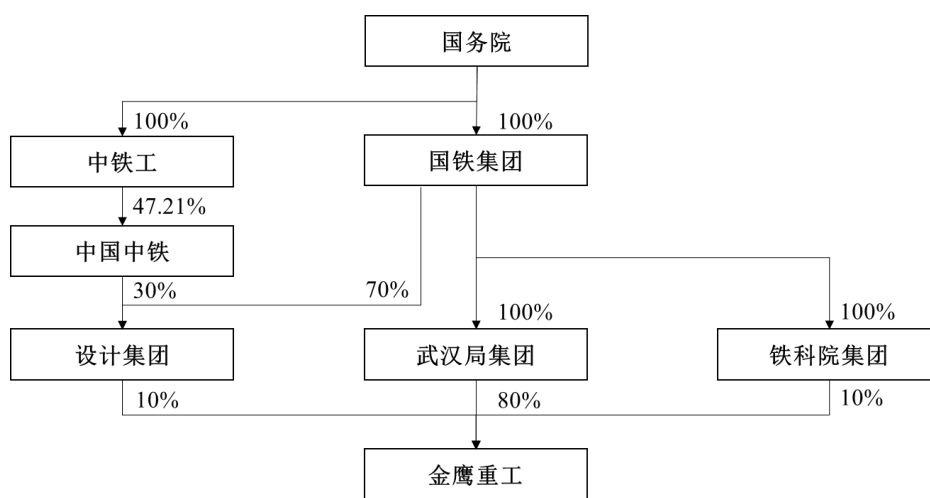 国务院
100%
100%
中铁工
国铁集团
47.21%
中国中铁
30%
70%
100%
100%
设计集团
武汉局集团
铁科院集团
10%
80%
10%
金鹰重工